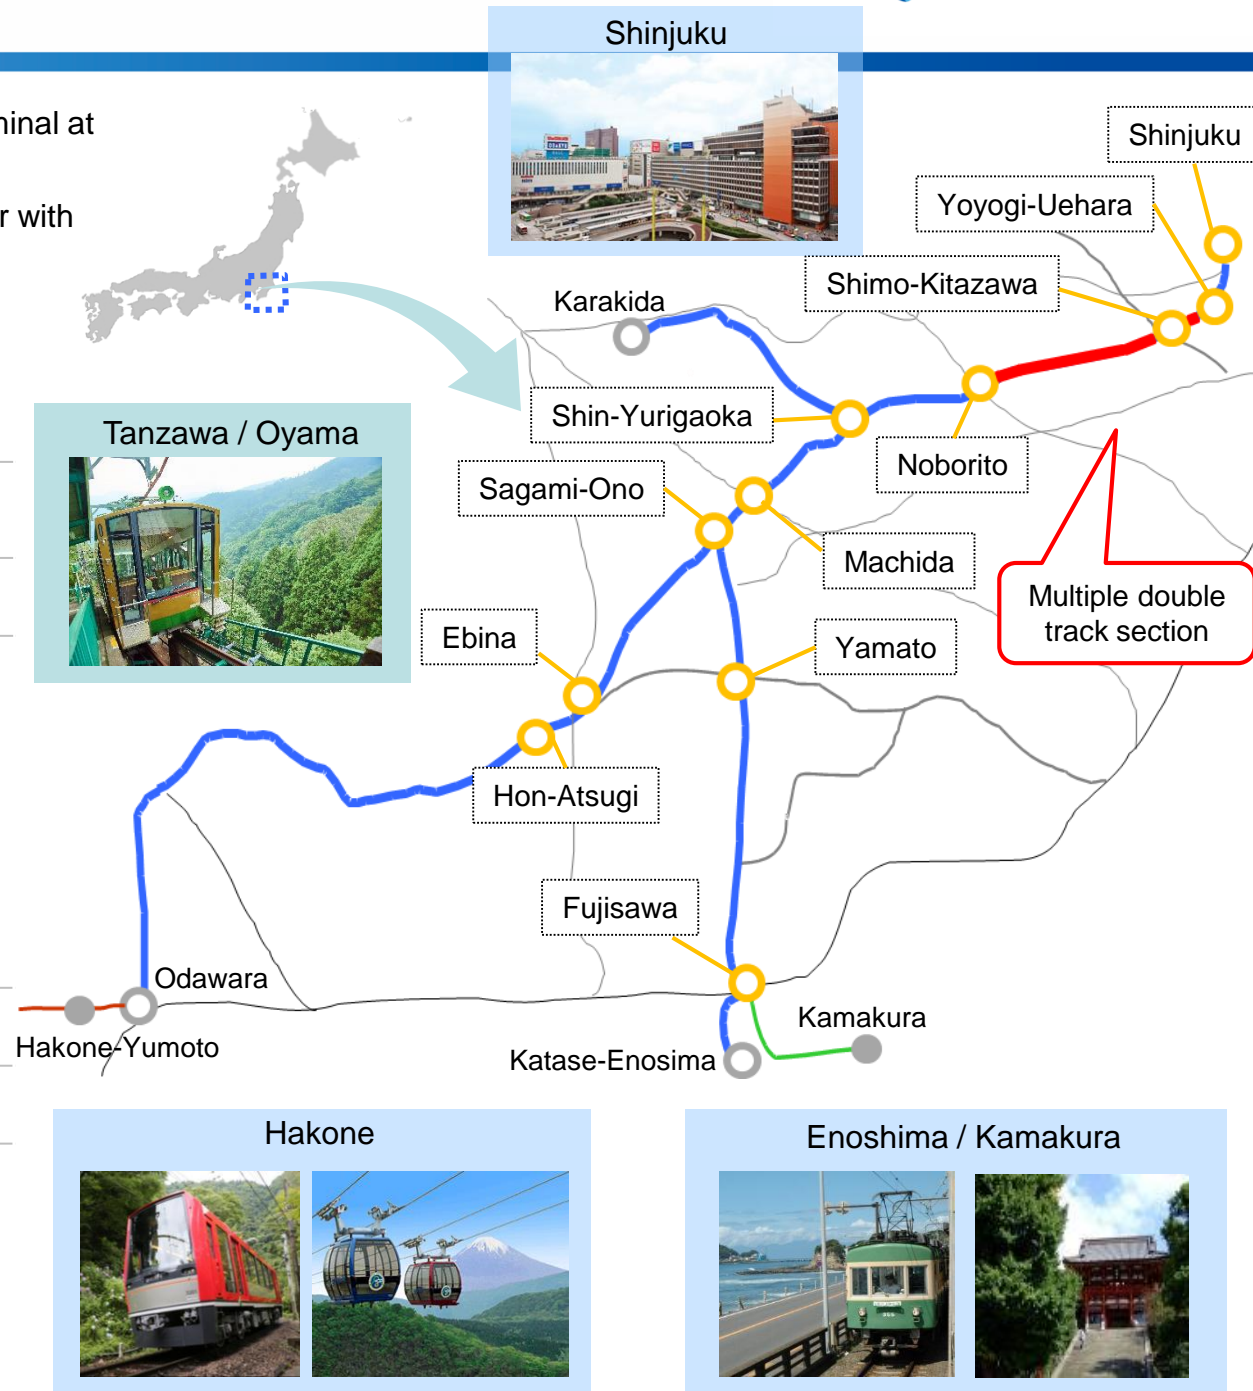 Shinjuku
minal at
r with
Shinjuku
Yoyogi-Uehara
Shimo-Kitazawa
Karakida
Shin-Yurigaoka
Tanzawa / Oyama
Noborito
Sagami-Ono
Machida
Multiple double
track section
Ebina
Yamato
Hon-Atsugi
Fujisawa
Odawara
Kamakura
Hakone-Yumoto
Katase-Enosima
Hakone
Enoshima / Kamakura